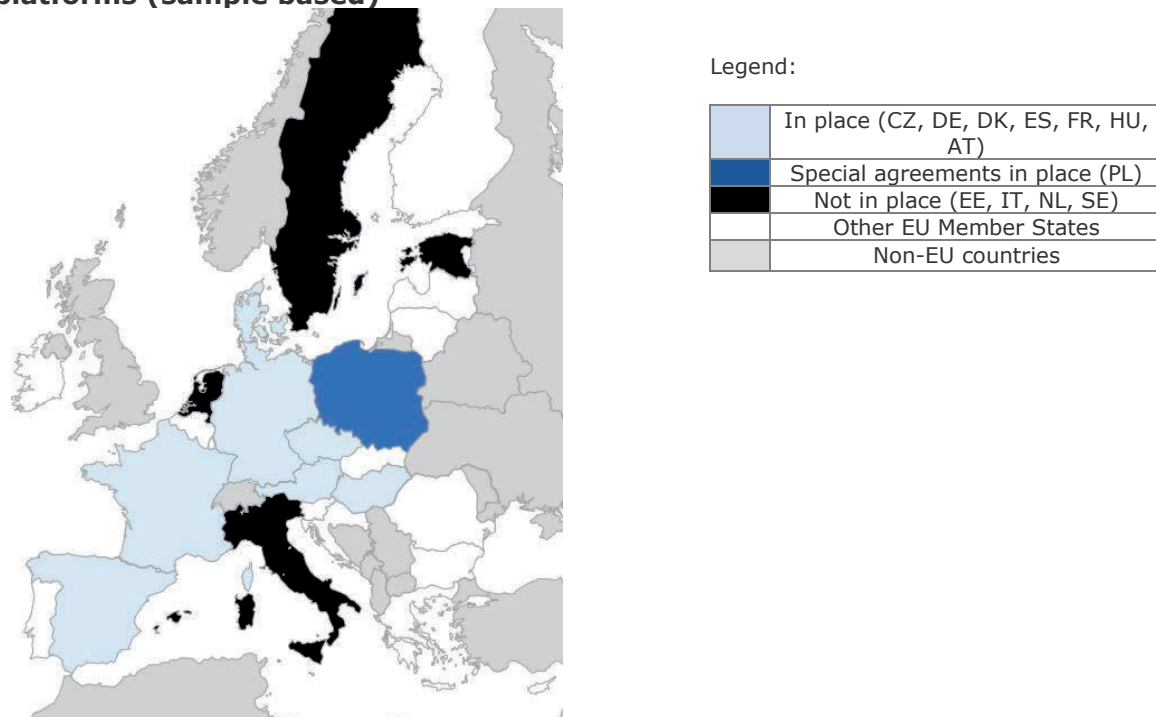 platforms (Sample based)
Legend:
In place (CZ, DE, DK, ES, FR, HU,
AT)
Special agreements in place (PL)
Not in place (EE, IT, NL, SE)
Other EU Member States
Non-EU countries